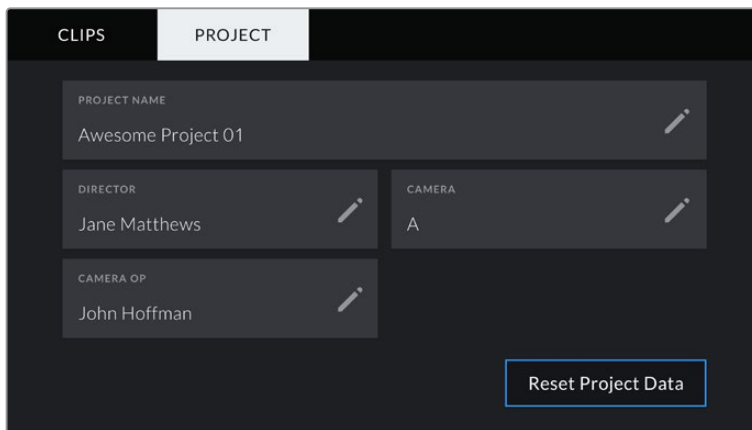 CLIPS PROJECT
PROJECT NAME
Awesome Project 01
DIRECTOR
Jane Matthews
CAMERA
A
CAMERA OP
John Hoffman
Reset Project Data